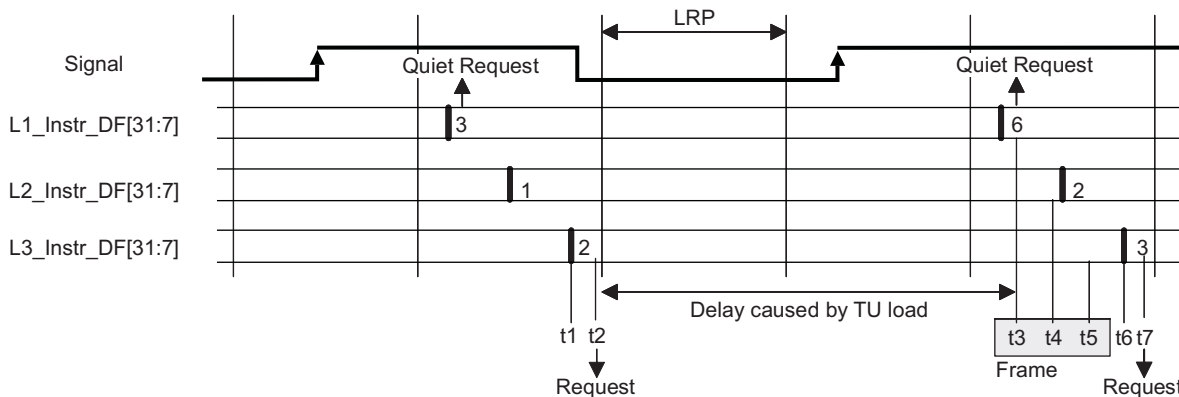 LRP
Signal
Quiet Request
Quiet Request
L1_Instr_DF[31:7]
3
6
L2_Instr_DF[31:7]
1
2
L3_Instr_DF[31:7]
2
3
Delay caused by TU load
t1 t2 t3 t4 t5 t6 t7
Frame
Request
Request